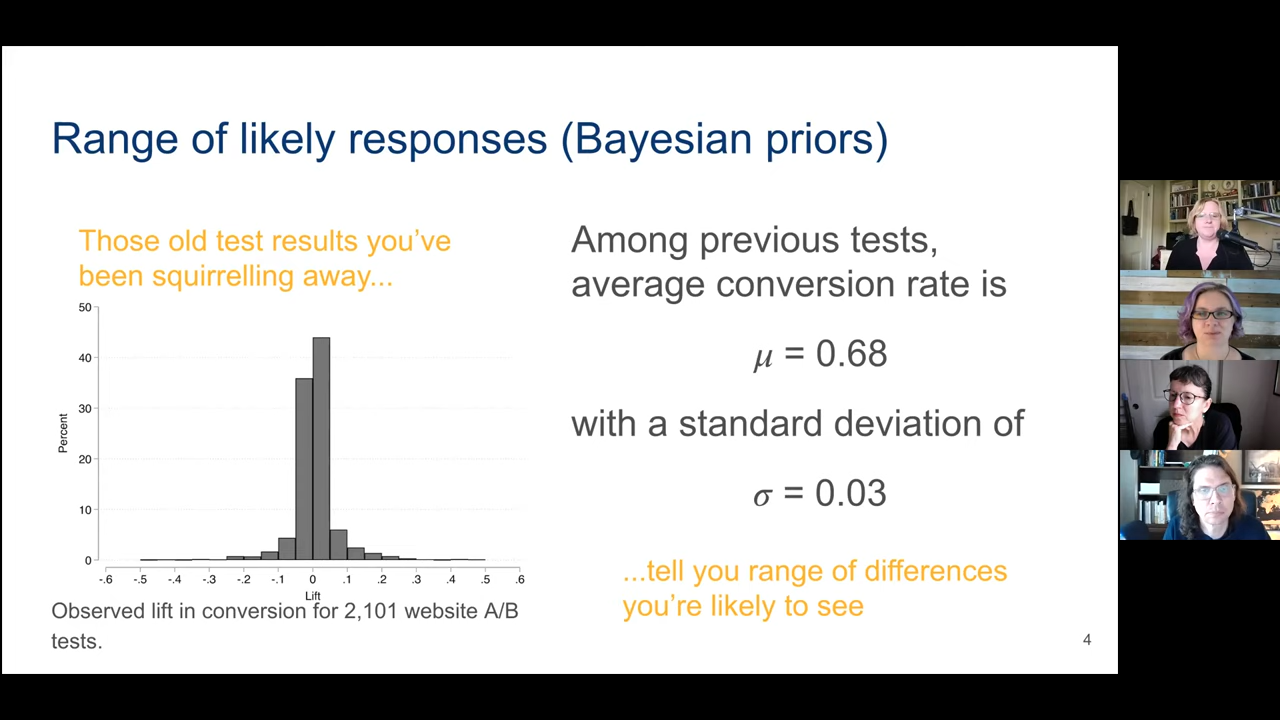 Range of likely responses (Bayesian priors)
Those old test results you've
been squirrelling away...
50
40
30
20
10
0
Percent
-.6 -.5 -.4 -.3 -.2 -.1 0 .1 .2 .3 .4 .5 .6
Lift
Observed lift in conversion for 2,101 website A/B
tests.
Among previous tests,
average conversion rate is
μ = 0.68
with a standard deviation of
σ = 0.03
...tell you range of differences
you're likely to see
4